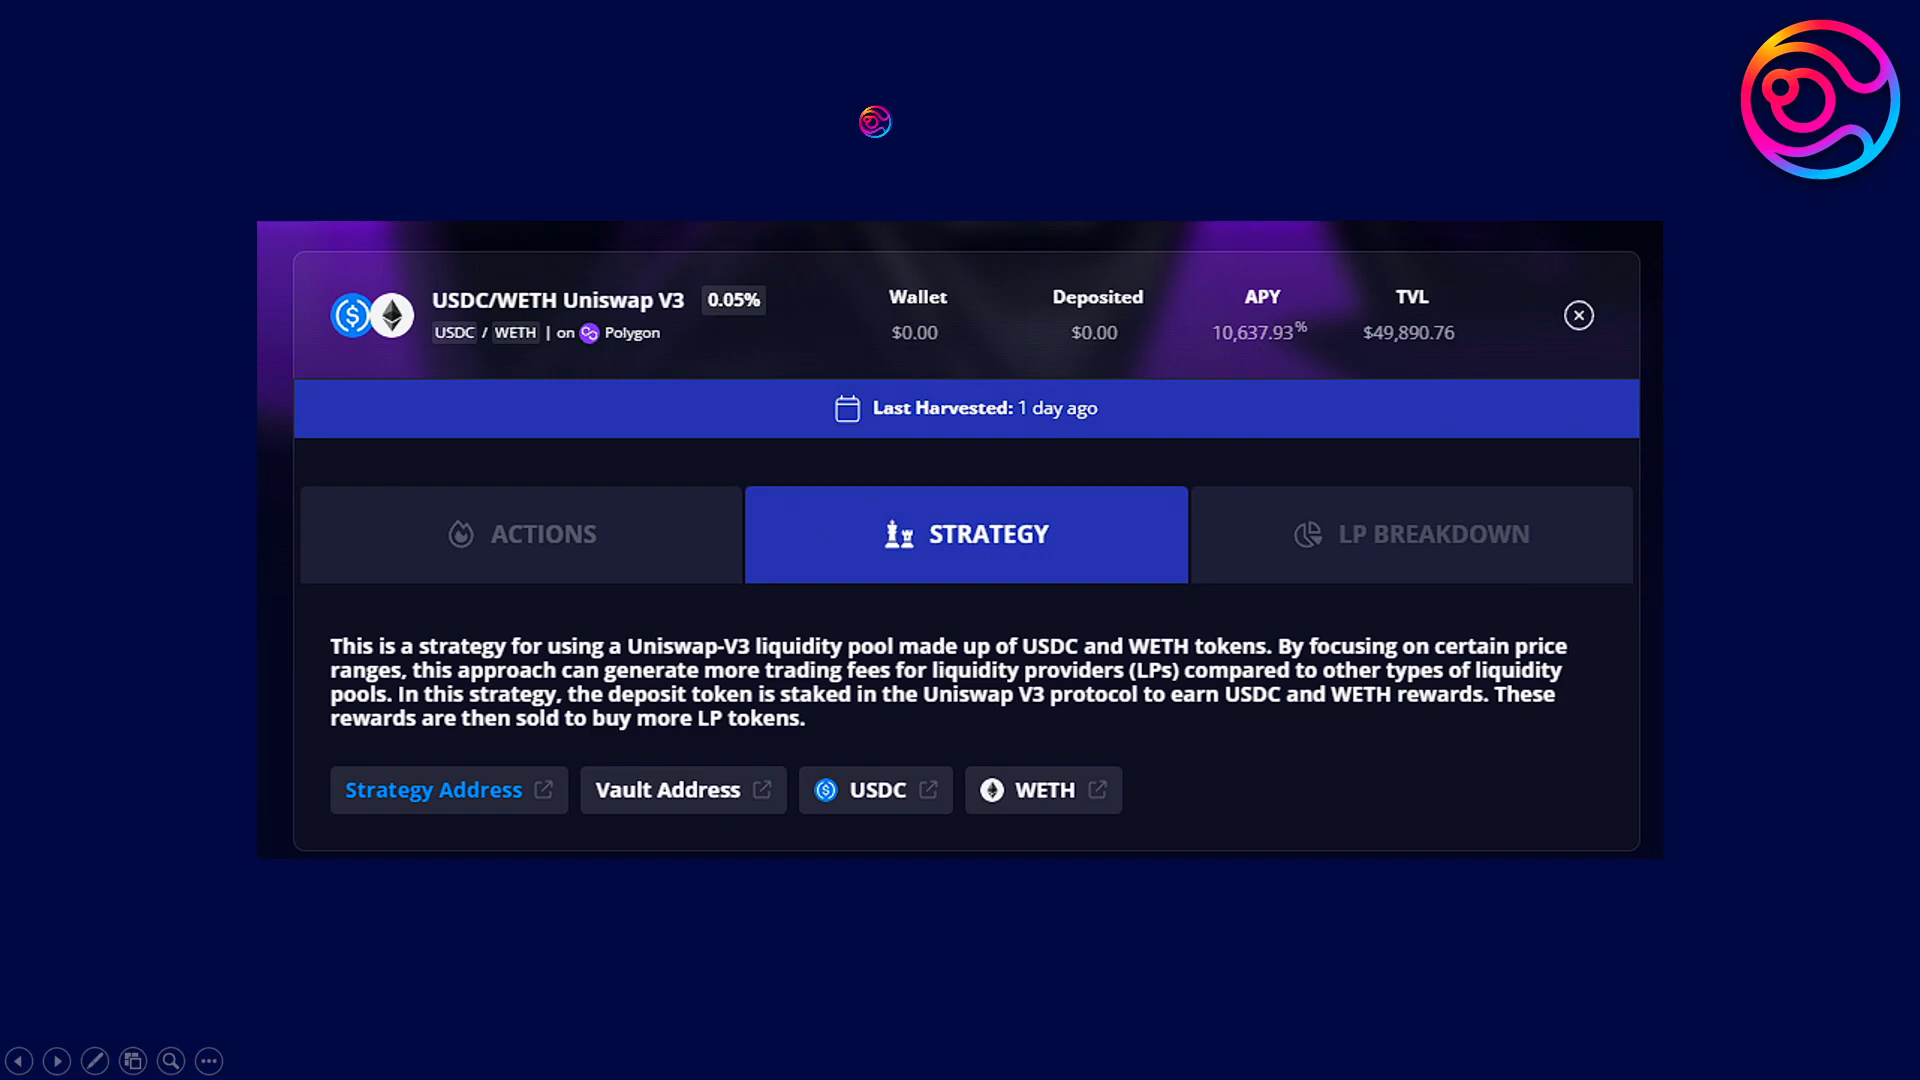 USDC/WETH Uniswap V3 0.05%
USDC / WETH | on Polygon
Wallet
$0.00
Deposited
$0.00
APY
10,637.93%
TVL
$49,890.76
Last Harvested: 1 day ago
ACTIONS
STRATEGY
LP BREAKDOWN
This is a strategy for using a Uniswap-V3 liquidity pool made up of USDC and WETH tokens. By focusing on certain price
ranges, this approach can generate more trading fees for liquidity providers (LPs) compared to other types of liquidity
pools. In this strategy, the deposit token is staked in the Uniswap V3 protocol to earn USDC and WETH rewards. These
rewards are then sold to buy more LP tokens.
Strategy Address
Vault Address
USDC
WETH